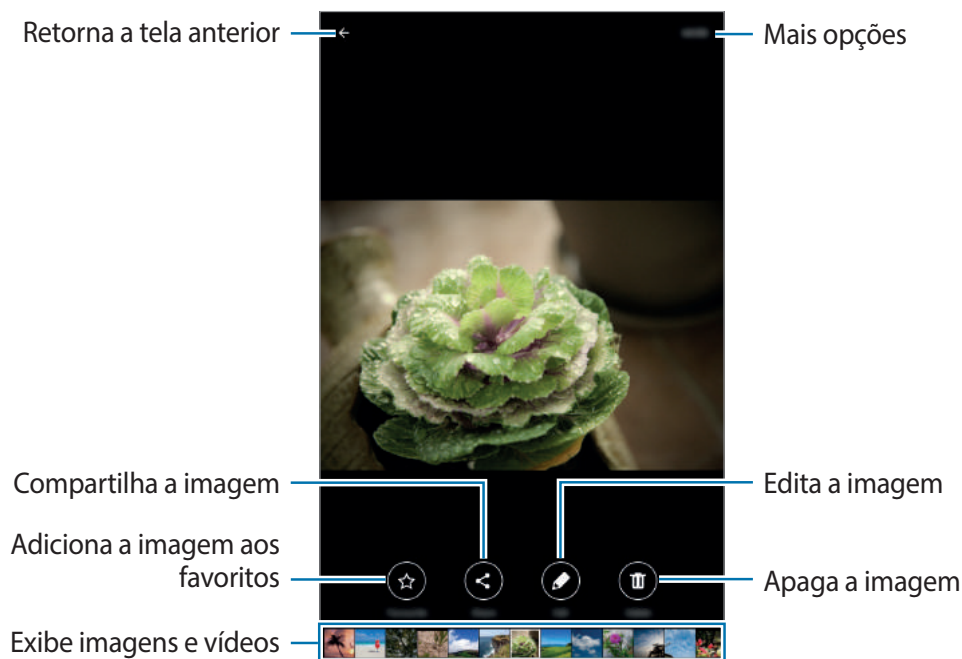 Retorna a tela anterior
Mais opções
Compartilha a imagem
Edita a imagem
Adiciona a imagem aos
favoritos
Apaga a imagem
Exibe imagens e vídeos